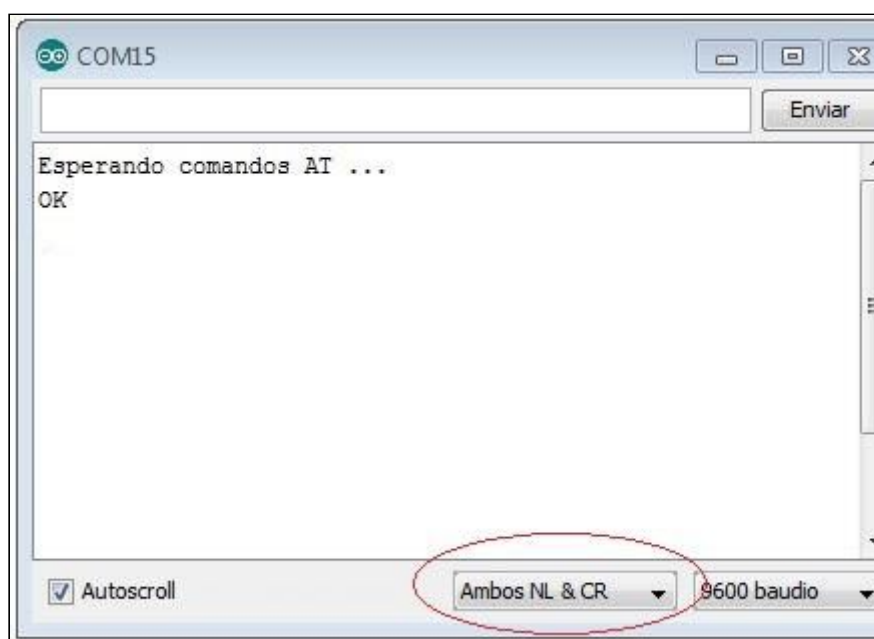 COM15
Enviar
Esperando comandos AT ...
OK
Autoscroll
Ambos NL & CR
9600 baudio